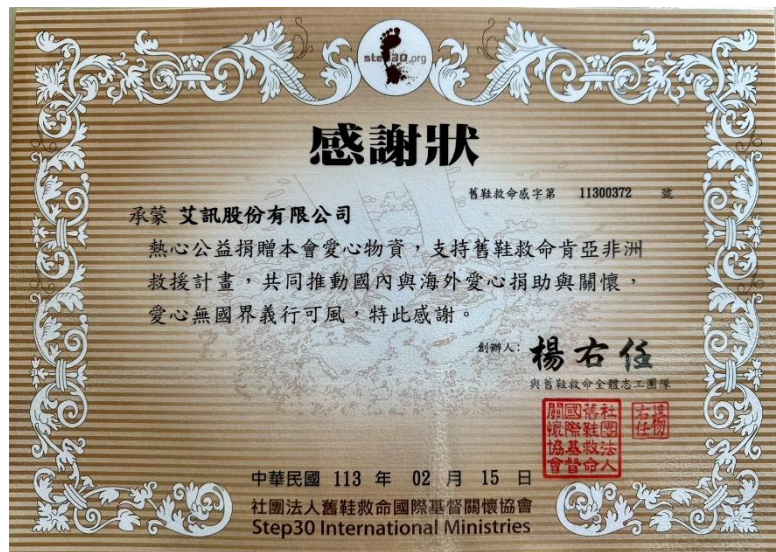 step30.org
感謝狀
舊鞋救命感字第 11300372 號
承蒙 艾訊股份有限公司
熱心公益捐贈本會愛心物資，支持舊鞋救命肯亞非洲
救援計畫，共同推動國內與海外愛心捐助與關懷，
愛心無國界義行可風，特此感謝。
創辦人：楊右任
與舊鞋救命全體志工團隊
社團法人舊鞋救命國際基督關懷協會
楊右任
中華民國 113 年 02 月 15 日
社團法人舊鞋救命國際基督關懷協會
Step30 International Ministries